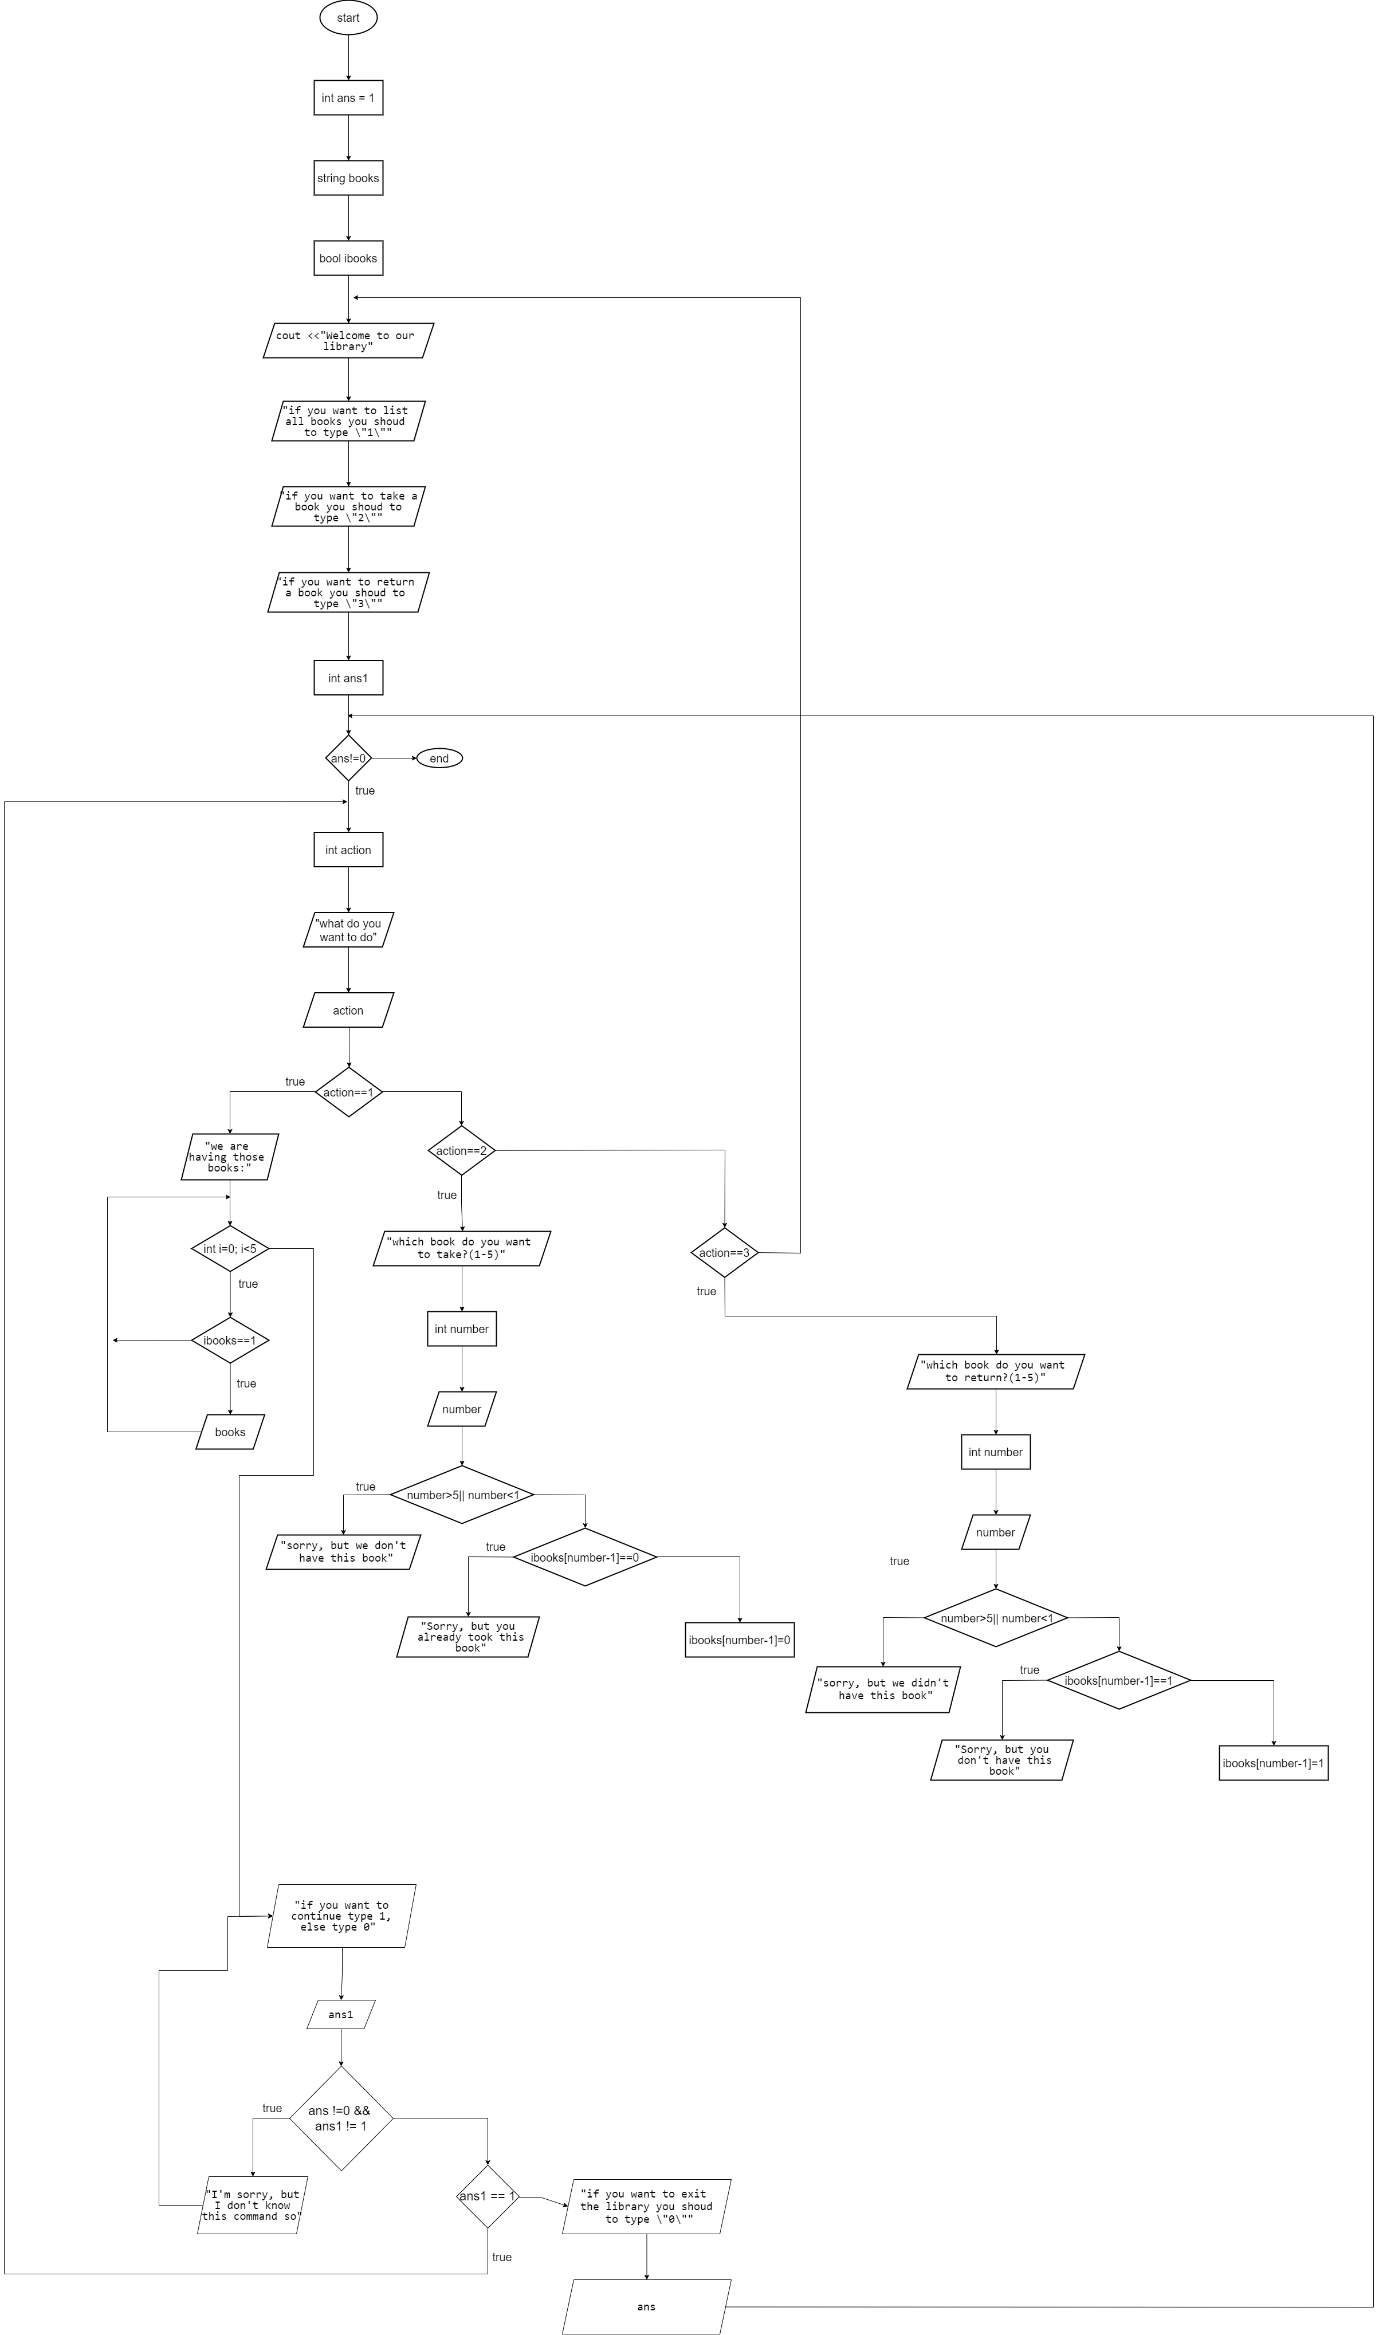 start
int ans = 1
string books
bool ibooks
cout <<"Welcome to our
library"
"if you want to list
all books you shoud
to type \"1\""
"if you want to take a
book you shoud to
type \"2\""
"if you want to return
a book you shoud to
type \"3\""
int ans1
ans!=0
end
true
int action
"what do you
want to do"
action
true
action==1
"we are
having those
books:"
action==2
true
int i=0; i<5
true
ibooks==1
true
books
"which book do you want
to take?(1-5)"
int number
number
true
number>5|| number<1
"sorry, but we don't
have this book"
true
ibooks[number-1]==0
"Sorry, but you
already took this
book"
ibooks[number-1]=0
action==3
true
"which book do you want
to return?(1-5)"
int number
number
true
number>5|| number<1
"sorry, but we didn't
have this book"
true
ibooks[number-1]==1
"Sorry, but you
don't have this
book"
ibooks[number-1]=1
"if you want to
continue type 1,
else type 0"
ans1
true
ans !=0 &&
ans1 != 1
"I'm sorry, but
I don't know
this command so"
ans1 == 1
true
"if you want to exit
the library you shoud
to type \"0\""
ans